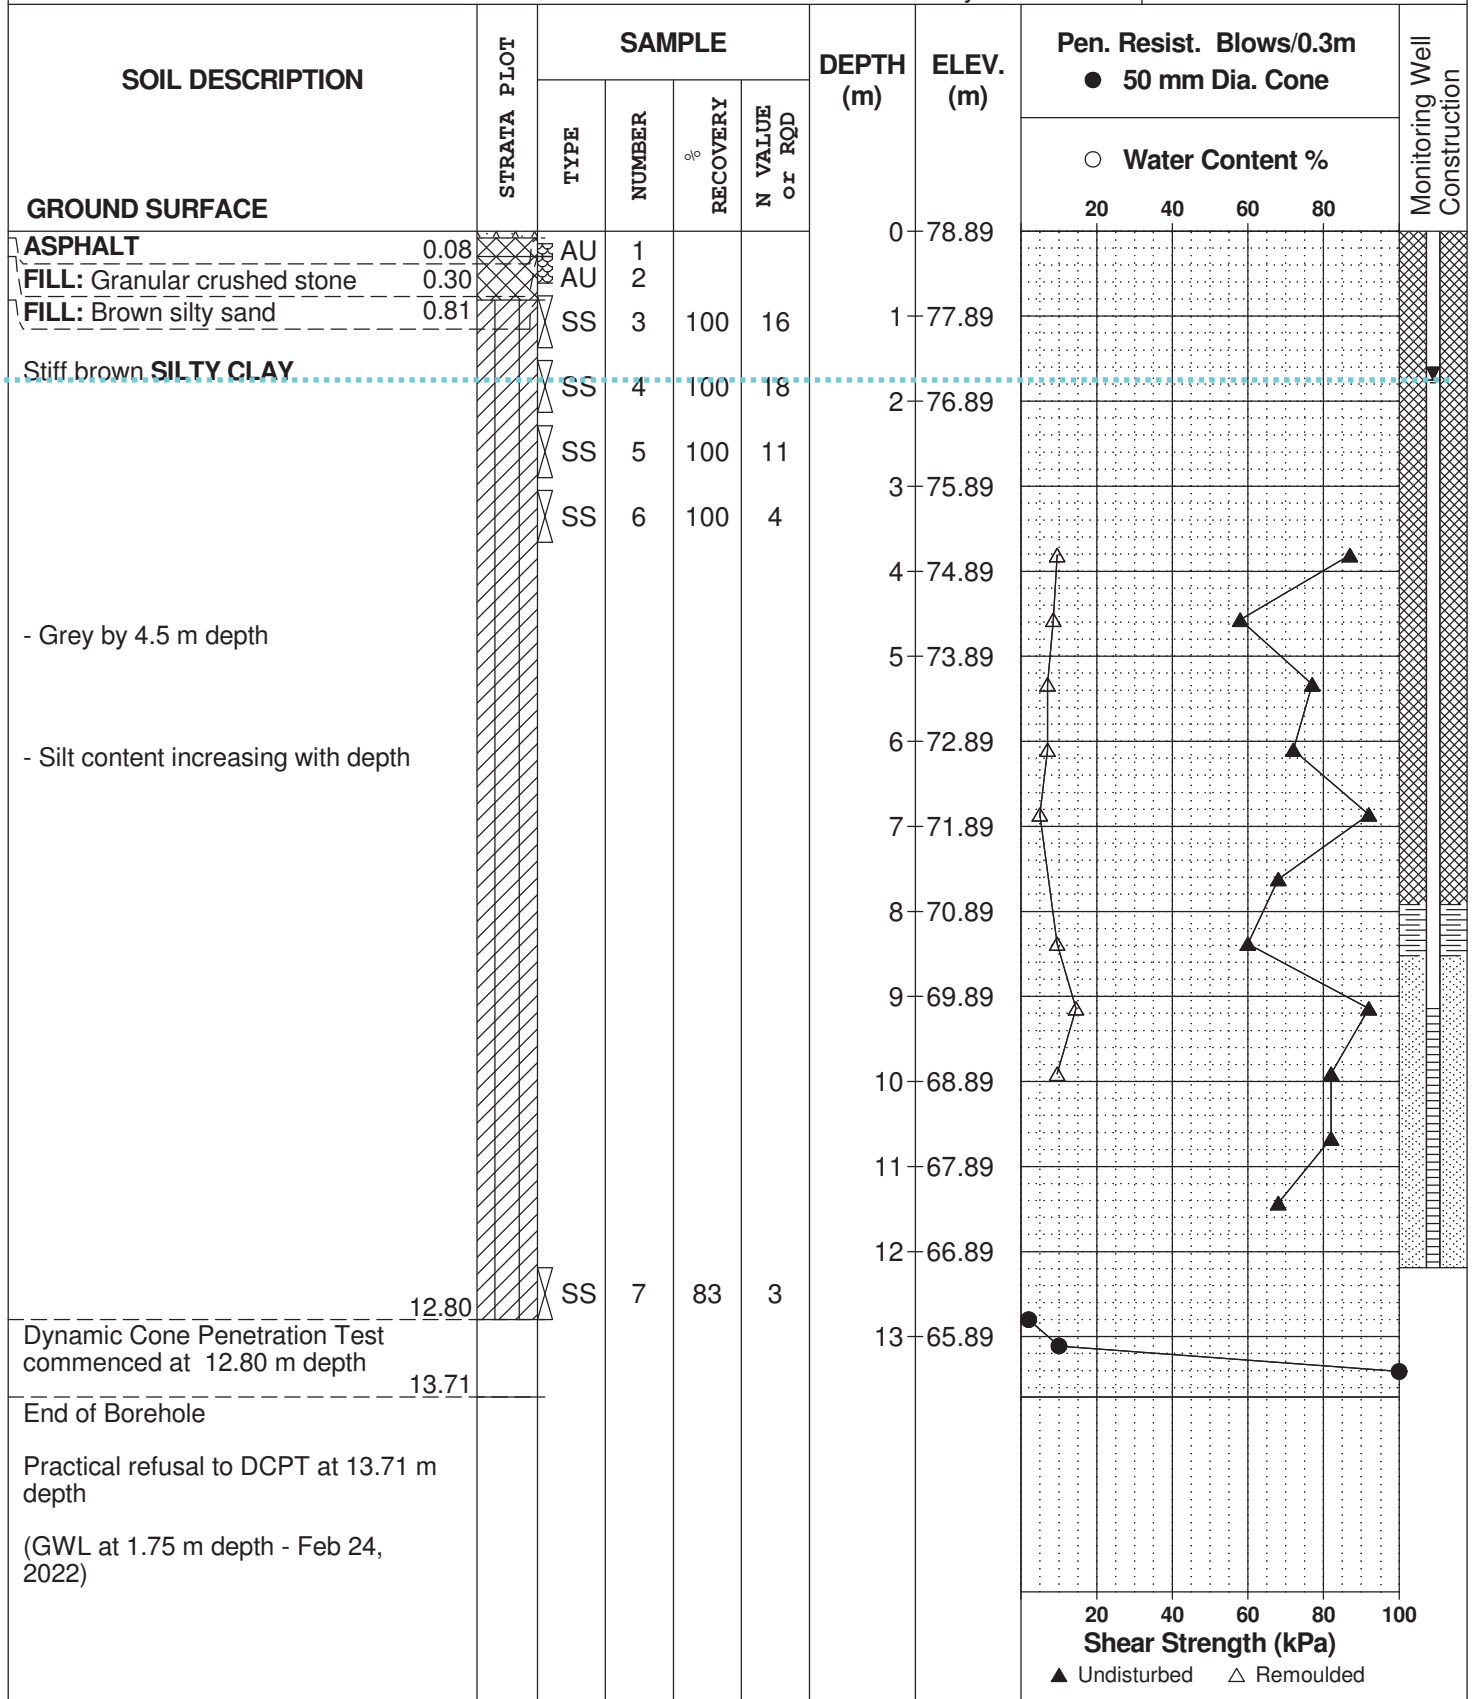 SOIL DESCRIPTION
GROUND SURFACE
STRATA PLOT
SAMPLE
TYPE
NUMBER
% RECOVERY
N VALUE or RQD
DEPTH (m)
ELEV. (m)
Pen. Resist. Blows/0.3m
● 50 mm Dia. Cone
○ Water Content %
20 40 60 80
Monitoring Well Construction
0 78.89
ASPHALT 0.08 AU 1
FILL: Granular crushed stone 0.30 AU 2
FILL: Brown silty sand 0.81
SS 3 100 16
1 77.89
Stiff brown SILTY CLAY
SS 4 100 18
2 76.89
SS 5 100 11
3 75.89
SS 6 100 4
4 74.89
- Grey by 4.5 m depth
5 73.89
6 72.89
- Silt content increasing with depth
7 71.89
8 70.89
9 69.89
10 68.89
11 67.89
12 66.89
SS 7 83 3
12.80
Dynamic Cone Penetration Test
commenced at 12.80 m depth
13 65.89
13.71
End of Borehole
Practical refusal to DCPT at 13.71 m
depth
(GWL at 1.75 m depth - Feb 24,
2022)
20 40 60 80 100
Shear Strength (kPa)
▲ Undisturbed △ Remoulded